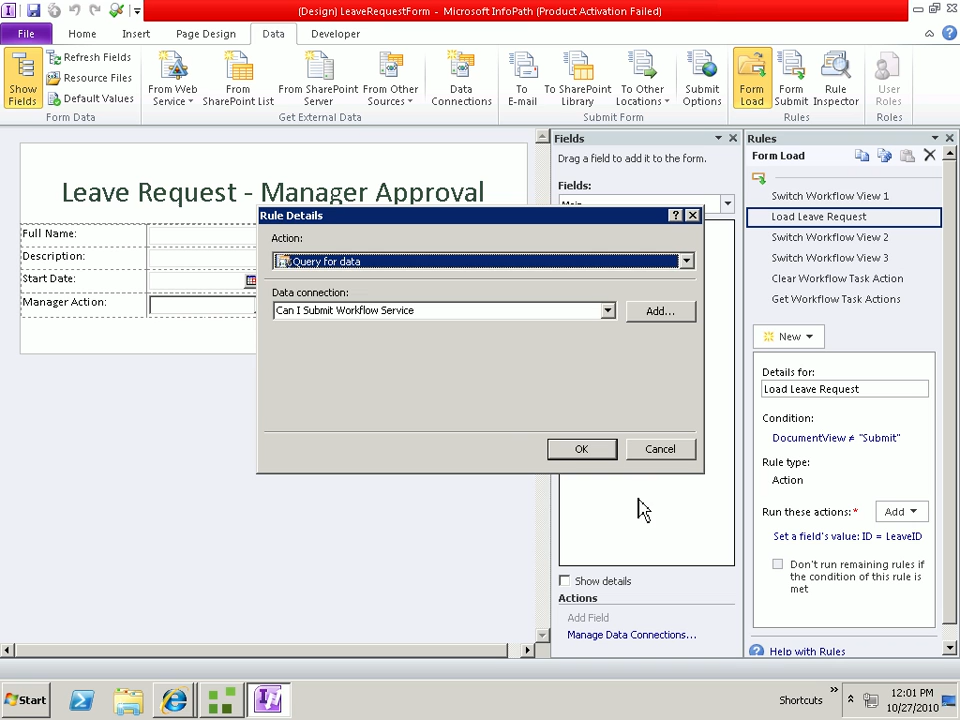 (Design) LeaveRequestForm - Microsoft InfoPath (Product Activation Failed)
File Home Insert Page Design Data Developer
Show Fields
Refresh Fields
Resource Files
Default Values
From Web Service
From SharePoint List
From SharePoint Server
From Other Sources
Data Connections
To E-mail
To SharePoint Library
To Other Locations
Submit Options
Form Load
Form Submit
Rule Inspector
User Roles
Form Data Get External Data Submit Form Rules Roles
Leave Request - Manager Approval
Full Name:
Description:
Start Date:
Manager Action:
Fields
Drag a field to add it to the form.
Fields:
Main
Show details
Actions
Add Field
Manage Data Connections...
Rule Details
Action:
Query for data
Data connection:
Can I Submit Workflow Service
Add...
OK Cancel
Rules
Form Load
Switch Workflow View 1
Load Leave Request
Switch Workflow View 2
Switch Workflow View 3
Clear Workflow Task Action
Get Workflow Task Actions
New
Details for:
Load Leave Request
Condition:
DocumentView ≠ "Submit"
Rule type:
Action
Run these actions:* Add
Set a field's value: ID = LeaveID
Don't run remaining rules if
the condition of this rule is
met
Help with Rules
Start
Shortcuts »
12:01 PM
10/27/2010